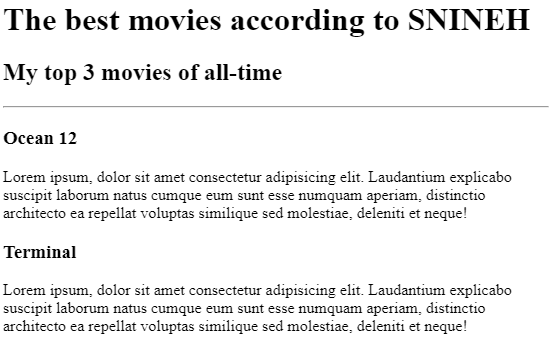 The best movies according to SNINEH
My top 3 movies of all-time
Ocean 12
Lorem ipsum, dolor sit amet consectetur adipisicing elit. Laudantium explicabo
suscipit laborum natus cumque eum sunt esse numquam aperiam, distinctio
architecto ea repellat voluptas similique sed molestiae, deleniti et neque!
Terminal
Lorem ipsum, dolor sit amet consectetur adipisicing elit. Laudantium explicabo
suscipit laborum natus cumque eum sunt esse numquam aperiam, distinctio
architecto ea repellat voluptas similique sed molestiae, deleniti et neque!